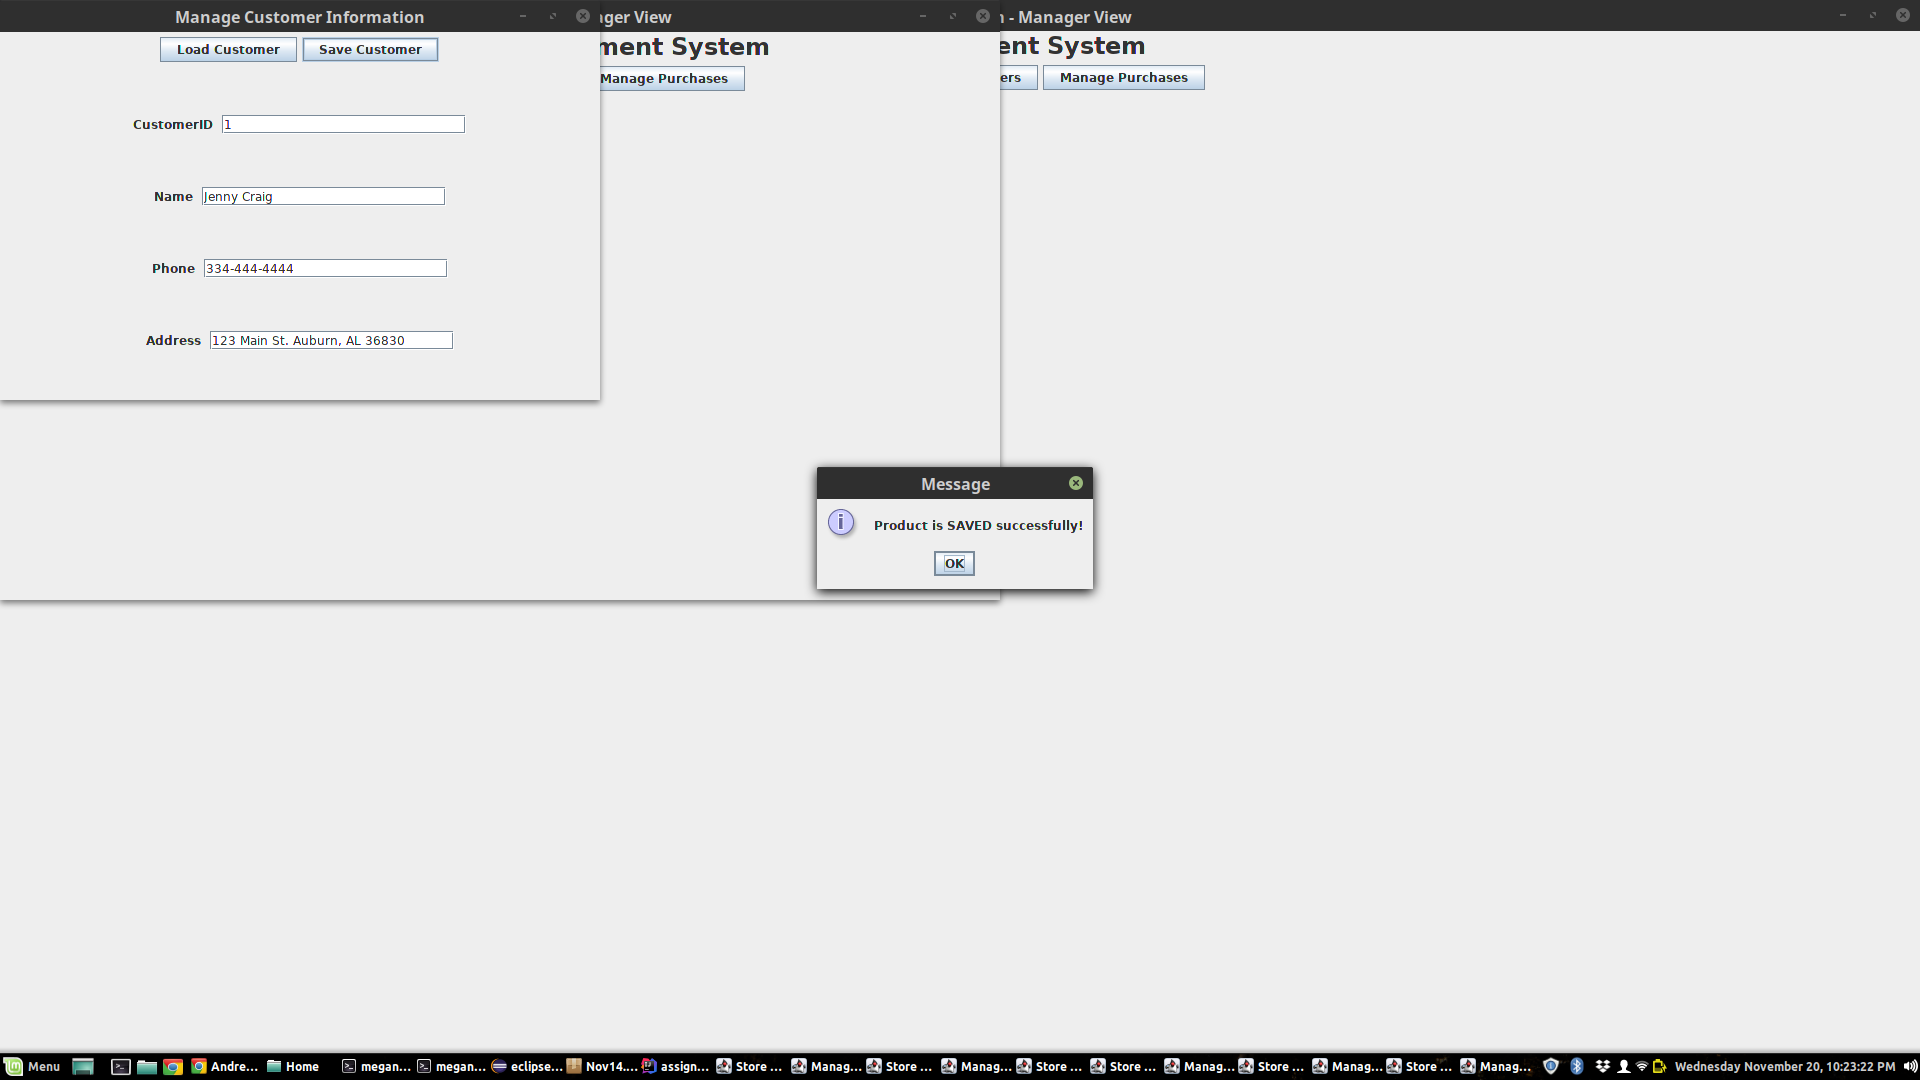 Manage Customer Information
Load Customer Save Customer
CustomerID 1
Name Jenny Craig
Phone 334-444-4444
Address 123 Main St. Auburn, AL 36830
ger View
ment System
Manage Purchases
- Manager View
ent System
ers Manage Purchases
Message
Product is SAVED successfully!
OK
Menu Andre... Home megan... megan... eclipse... Nov14.... assign... Store ... Manag... Store ... Manag... Store ... Store ... Manag... Store ... Manag... Store ... Manag... Wednesday November 20, 10:23:22 PM